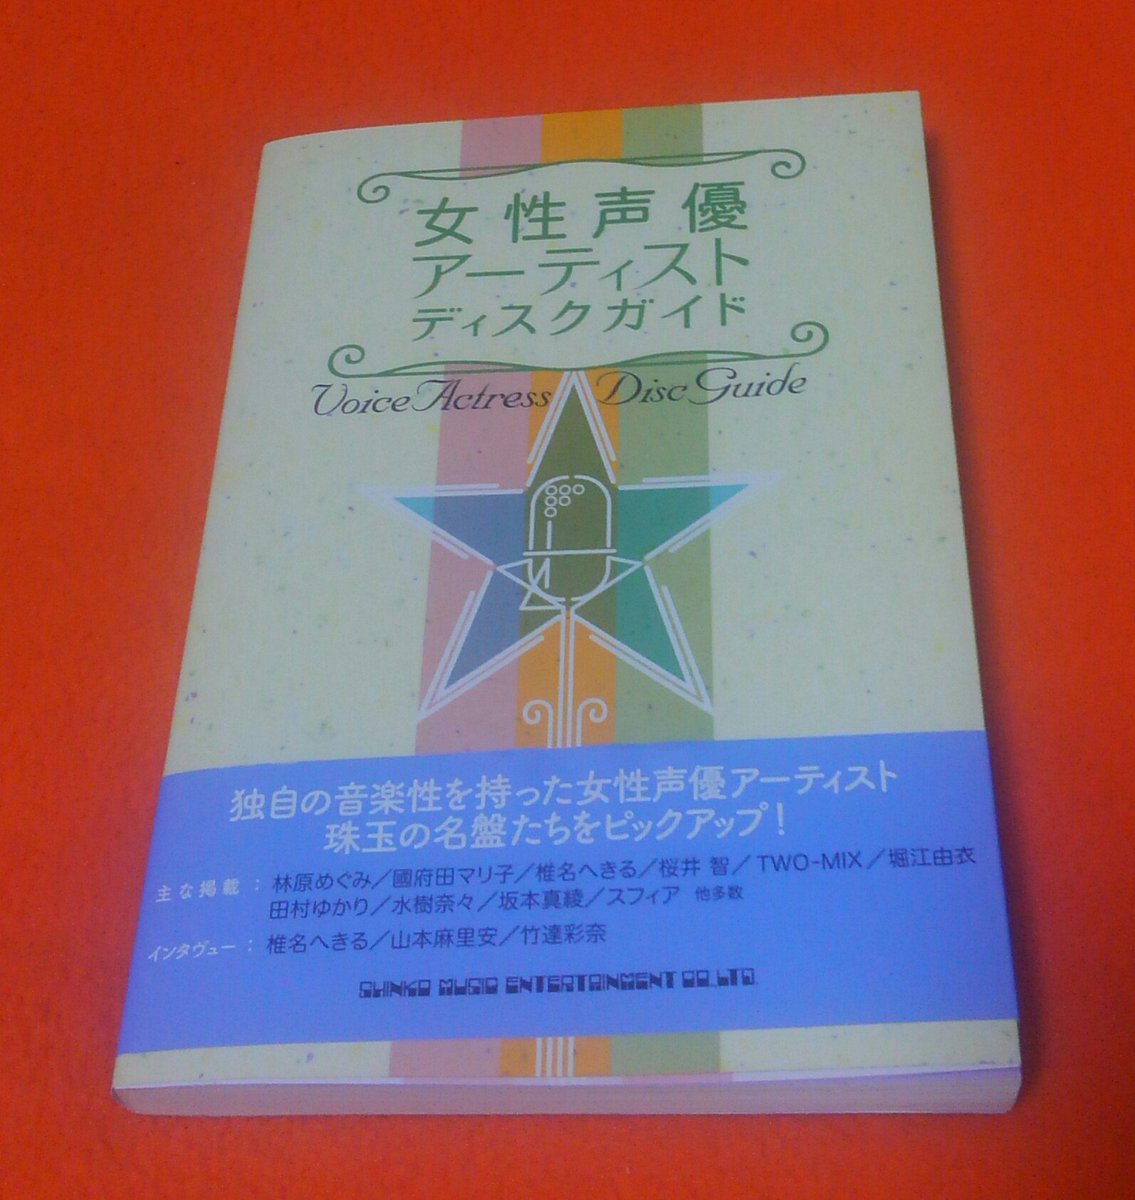 女性声優
アーティスト
ディスクガイド
Voice Actress Disc Guide
独自の音楽性を持った女性声優アーティスト
珠玉の名盤たちをピックアップ!
主な掲載：林原めぐみ／國府田マリ子／椎名へきる／桜井 智／TWO-MIX／堀江由衣
田村ゆかり／水樹奈々／坂本真綾／スフィア 他多数
インタヴュー：椎名へきる／山本麻里安／竹達彩奈
SHINKO MUSIC ENTERTAINMENT CO.,LTD.